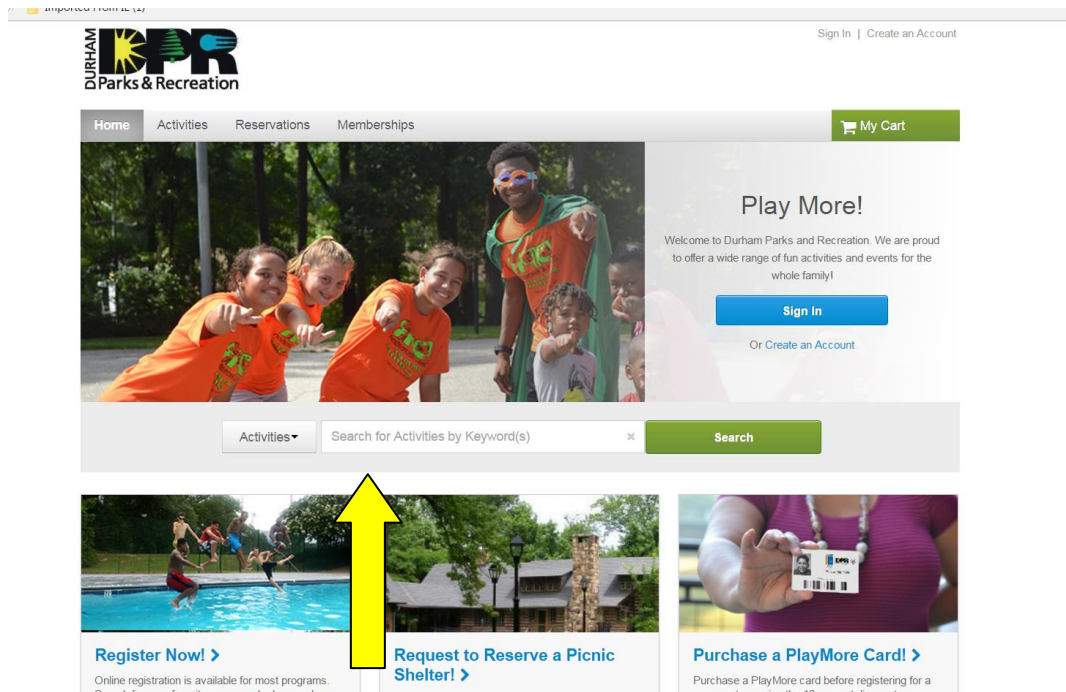 Imported From IE (1)
Sign In | Create an Account
DURHAM
DPR
Parks & Recreation
Home Activities Reservations Memberships My Cart
Play More!
Welcome to Durham Parks and Recreation. We are proud
to offer a wide range of fun activities and events for the
whole family!
Sign In
Or Create an Account
Activities Search for Activities by Keyword(s) × Search
Register Now! >
Online registration is available for most programs.
Request to Reserve a Picnic
Shelter! >
Purchase a PlayMore Card! >
Purchase a PlayMore card before registering for a